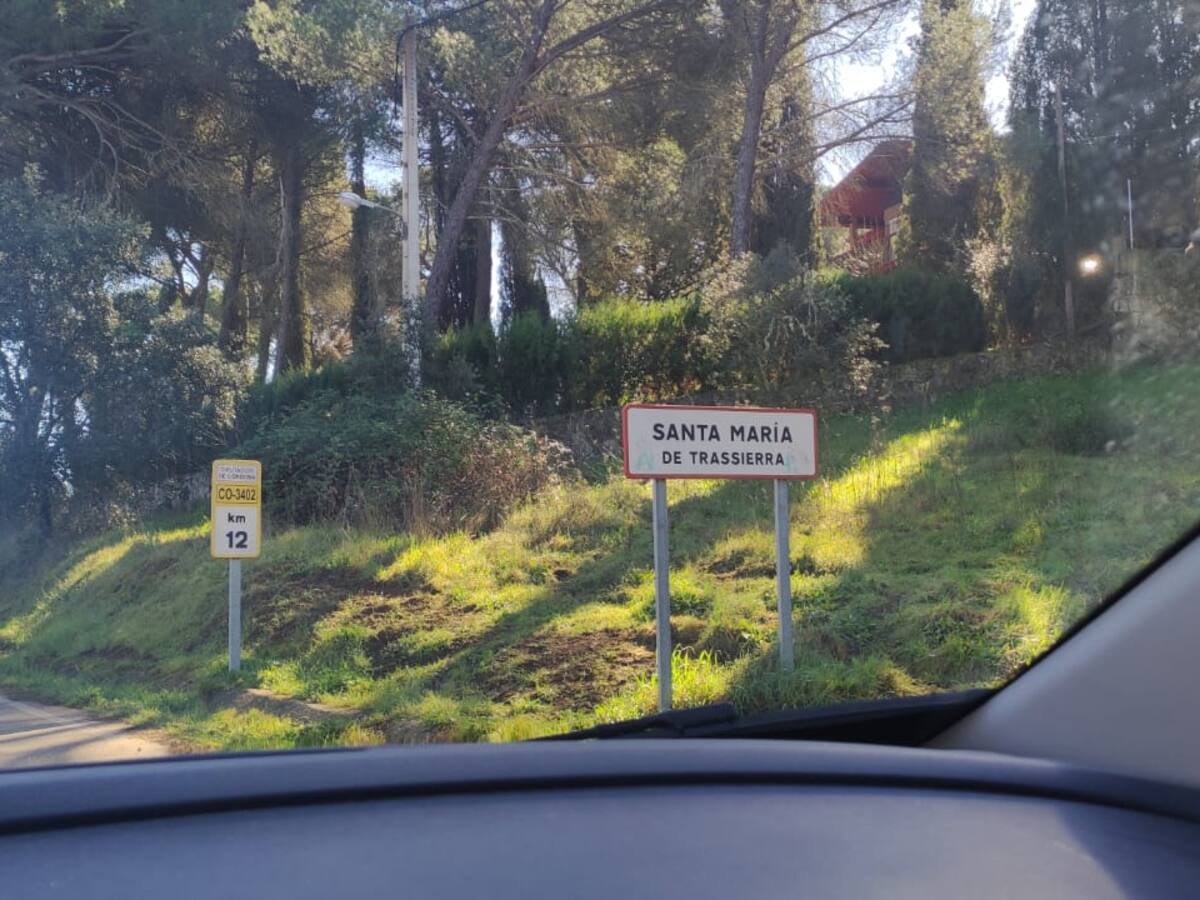 DIPUTACIÓN
DE CÓRDOBA
CO-3402
km
12
SANTA MARÍA
DE TRASSIERRA